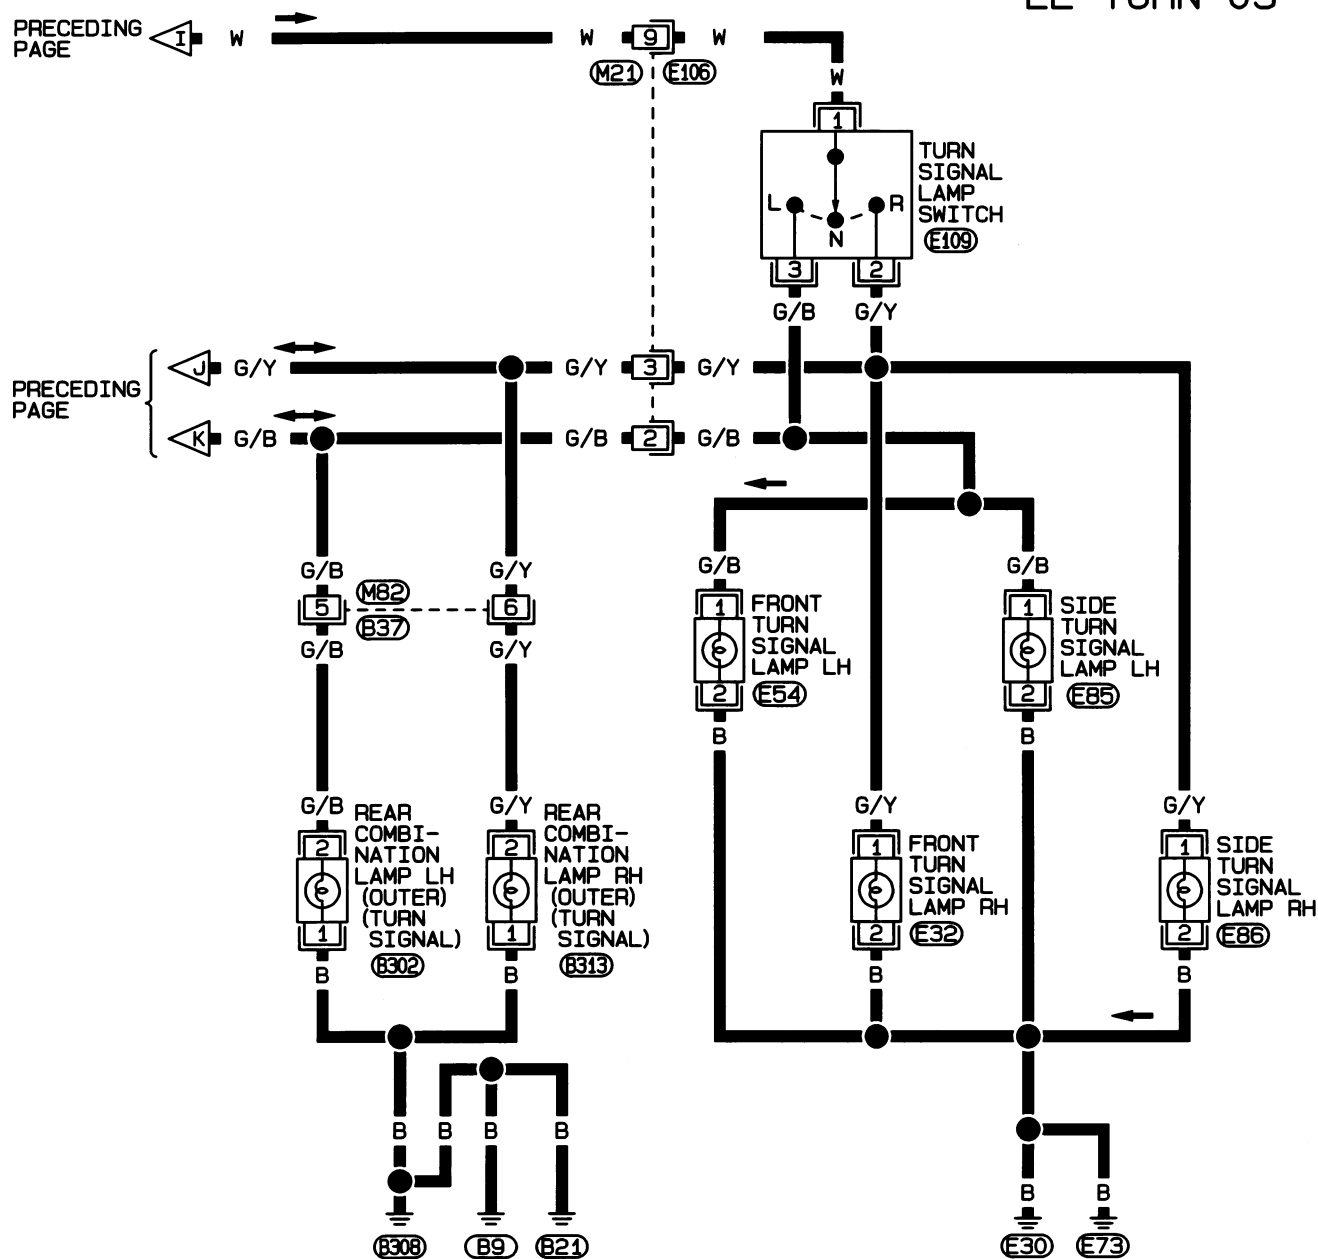 PRECEDING
PAGE
I
W
W
9
W
M21
E106
W
1
TURN
SIGNAL
LAMP
SWITCH
E109
L
R
N
3
2
G/B
G/Y
PRECEDING
PAGE
J
G/Y
G/Y
3
G/Y
K
G/B
G/B
2
G/B
G/B
G/Y
5
M82
B37
6
G/B
G/Y
G/B
G/B
1
FRONT
TURN
SIGNAL
LAMP LH
2
E54
B
1
SIDE
TURN
SIGNAL
LAMP LH
2
E85
B
G/B
2
REAR
COMBI-
NATION
LAMP LH
(OUTER)
(TURN
SIGNAL)
1
B302
B
G/Y
2
REAR
COMBI-
NATION
LAMP RH
(OUTER)
(TURN
SIGNAL)
1
B313
B
G/Y
1
FRONT
TURN
SIGNAL
LAMP RH
2
E32
B
G/Y
1
SIDE
TURN
SIGNAL
LAMP RH
2
E86
B
B
B
B
B
B
B
B308
B9
B21
E30
E73